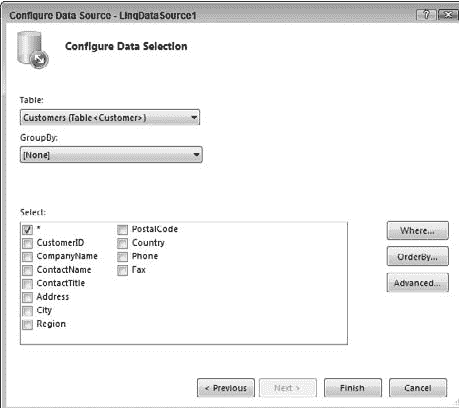 Configure Data Source - LinqDataSource1
Configure Data Selection
Table:
Customers (Table<Customer>)
GroupBy:
[None]
Select:
*
CustomerID
CompanyName
ContactName
ContactTitle
Address
City
Region
PostalCode
Country
Phone
Fax
Where...
OrderBy...
Advanced...
< Previous
Next >
Finish
Cancel